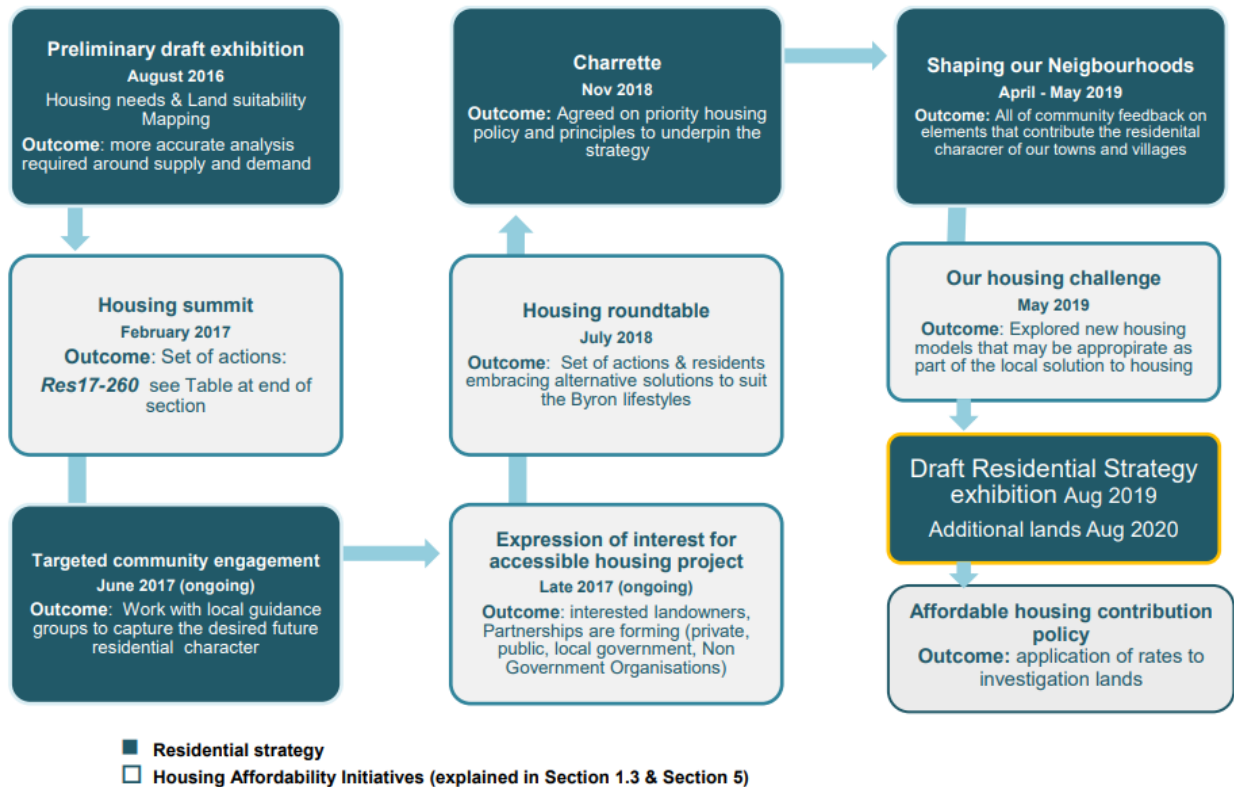 Preliminary draft exhibition
August 2016
Housing needs & Land suitability
Mapping
Outcome: more accurate analysis
required around supply and demand
Housing summit
February 2017
Outcome: Set of actions:
Res17-260 see Table at end of
section
Targeted community engagement
June 2017 (ongoing)
Outcome: Work with local guidance
groups to capture the desired future
residential character
Expression of interest for
accessible housing project
Late 2017 (ongoing)
Outcome: interested landowners,
Partnerships are forming (private,
public, local government, Non
Government Organisations)
Housing roundtable
July 2018
Outcome: Set of actions & residents
embracing alternative solutions to suit
the Byron lifestyles
Charrette
Nov 2018
Outcome: Agreed on priority housing
policy and principles to underpin the
strategy
Shaping our Neigbourhoods
April - May 2019
Outcome: All of community feedback on
elements that contribute the residenital
characrer of our towns and villages
Our housing challenge
May 2019
Outcome: Explored new housing
models that may be appropirate as
part of the local solution to housing
Draft Residential Strategy
exhibition Aug 2019
Additional lands Aug 2020
Affordable housing contribution
policy
Outcome: application of rates to
investigation lands
Residential strategy
Housing Affordability Initiatives (explained in Section 1.3 & Section 5)